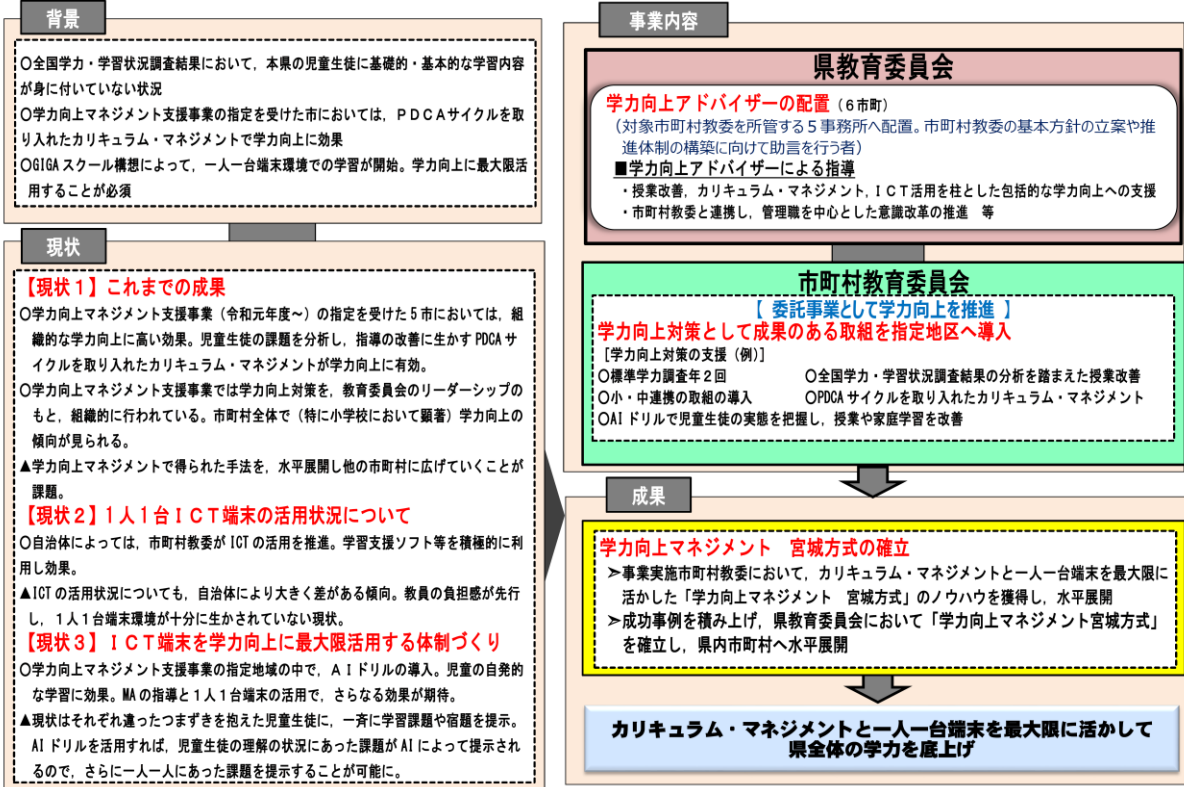 背景
○全国学力・学習状況調査結果において，本県の児童生徒に基礎的・基本的な学習内容
が身に付いていない状況
○学力向上マネジメント支援事業の指定を受けた市においては，ＰＤＣＡサイクルを取
り入れたカリキュラム・マネジメントで学力向上に効果
○GIGAスクール構想によって，一人一台端末環境での学習が開始。学力向上に最大限活
用することが必須
現状
【現状１】これまでの成果
○学力向上マネジメント支援事業（令和元年度～）の指定を受けた５市においては，組
織的な学力向上に高い効果。児童生徒の課題を分析し，指導の改善に生かすPDCAサ
イクルを取り入れたカリキュラム・マネジメントが学力向上に有効。
○学力向上マネジメント支援事業では学力向上対策を，教育委員会のリーダーシップの
もと，組織的に行われている。市町村全体で（特に小学校において顕著）学力向上の
傾向が見られる。
▲学力向上マネジメントで得られた手法を，水平展開し他の市町村に広げていくことが
課題。
【現状２】１人１台ＩＣＴ端末の活用状況について
○自治体によっては，市町村教委がICTの活用を推進。学習支援ソフト等を積極的に利
用し効果。
▲ICTの活用状況についても，自治体により大きく差がある傾向。教員の負担感が先行
し，１人１台端末環境が十分に生かされていない現状。
【現状３】ＩＣＴ端末を学力向上に最大限活用する体制づくり
○学力向上マネジメント支援事業の指定地域の中で，ＡＩドリルの導入。児童の自発的
な学習に効果。MAの指導と１人１台端末の活用で，さらなる効果が期待。
▲現状はそれぞれ違ったつまずきを抱えた児童生徒に，一斉に学習課題や宿題を提示。
AIドリルを活用すれば，児童生徒の理解の状況にあった課題がAIによって提示され
るので，さらに一人一人にあった課題を提示することが可能に。
事業内容
県教育委員会
学力向上アドバイザーの配置（６市町）
（対象市町村教委を所管する５事務所へ配置。市町村教委の基本方針の立案や推
進体制の構築に向けて助言を行う者）
■学力向上アドバイザーによる指導
・授業改善，カリキュラム・マネジメント，ＩＣＴ活用を柱とした包括的な学力向上への支援
・市町村教委と連携し，管理職を中心とした意識改革の推進　等
市町村教育委員会
【 委託事業として学力向上を推進 】
学力向上対策として成果のある取組を指定地区へ導入
［学力向上対策の支援（例）］
○標準学力調査年２回　○全国学力・学習状況調査結果の分析を踏まえた授業改善
○小・中連携の取組の導入　○PDCAサイクルを取り入れたカリキュラム・マネジメント
○AIドリルで児童生徒の実態を把握し，授業や家庭学習を改善
成果
学力向上マネジメント　宮城方式の確立
➢事業実施市町村教委において，カリキュラム・マネジメントと一人一台端末を最大限に
活かした「学力向上マネジメント　宮城方式」のノウハウを獲得し，水平展開
➢成功事例を積み上げ，県教育委員会において「学力向上マネジメント宮城方式」
を確立し，県内市町村へ水平展開
カリキュラム・マネジメントと一人一台端末を最大限に活かして
県全体の学力を底上げ